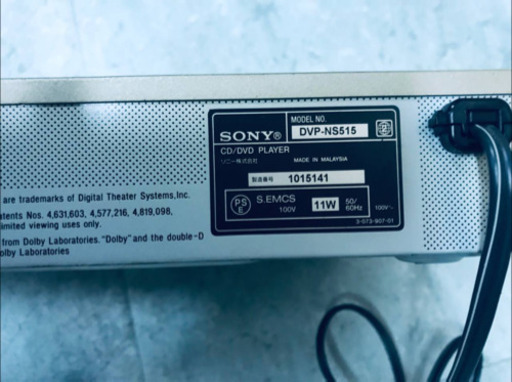 SONY®
MODEL NO.
DVP-NS515
CD/DVD PLAYER
ソニー株式会社
MADE IN MALAYSIA
製造番号
1015141
PS
E
S.EMCS
100V
11W
50/
60Hz
100V~
3-073-907-01
are trademarks of Digital Theater Systems,Inc.
atents Nos. 4,631,603, 4,577,216, 4,819,098,
limited viewing uses only.
from Dolby Laboratories. "Dolby" and the double-D
olby Laboratories